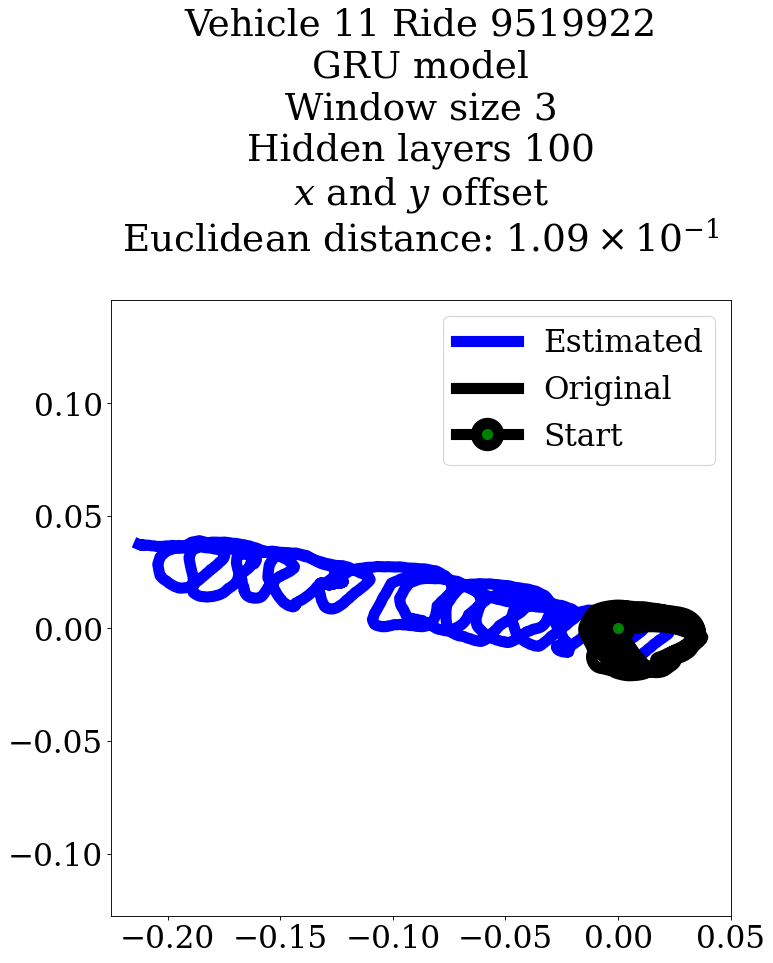 Vehicle 11 Ride 9519922
GRU model
Window size 3
Hidden layers 100
x and y offset
Euclidean distance: 1.09 × 10⁻¹
Estimated
Original
Start
0.10
0.05
0.00
−0.05
−0.10
−0.20 −0.15 −0.10 −0.05 0.00 0.05